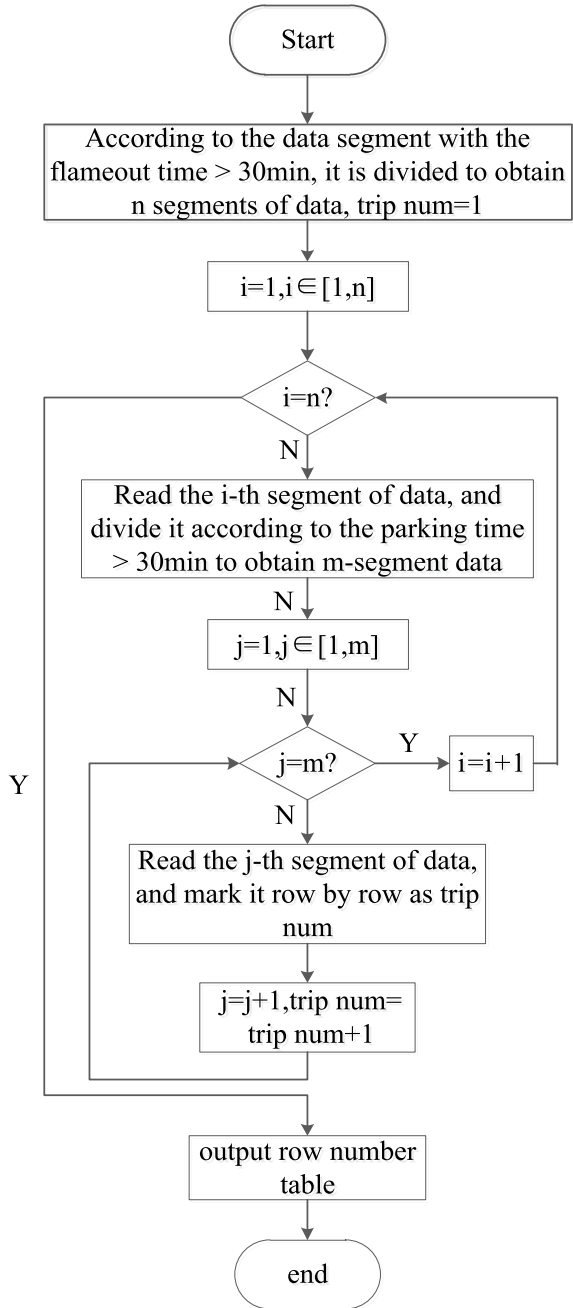 Start
According to the data segment with the
flameout time > 30min, it is divided to obtain
n segments of data, trip num=1
i=1,i∈[1,n]
i=n?
N
Read the i-th segment of data, and
divide it according to the parking time
> 30min to obtain m-segment data
N
j=1,j∈[1,m]
N
j=m?
Y
i=i+1
Y
N
Read the j-th segment of data,
and mark it row by row as trip
num
j=j+1,trip num=
trip num+1
output row number
table
end